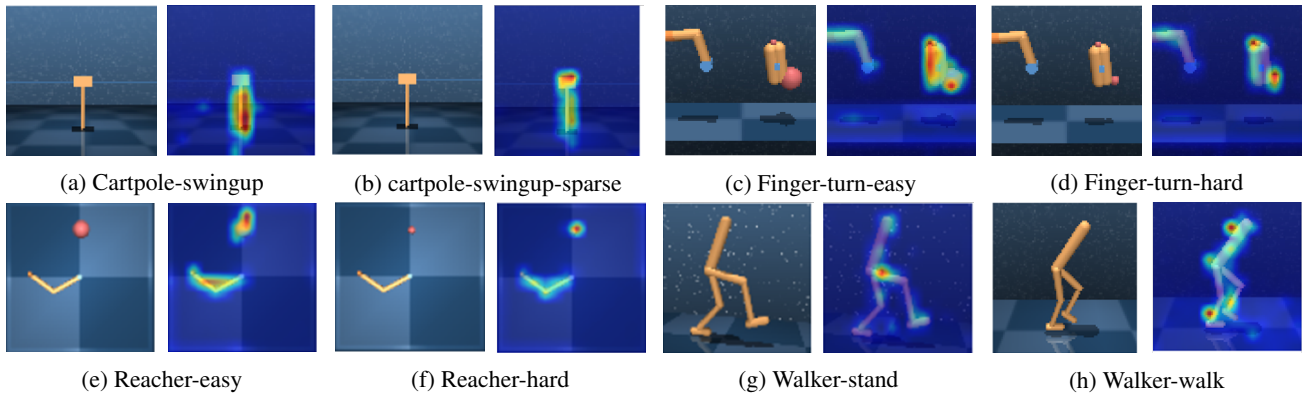 (a) Cartpole-swingup
(b) cartpole-swingup-sparse
(c) Finger-turn-easy
(d) Finger-turn-hard
(e) Reacher-easy
(f) Reacher-hard
(g) Walker-stand
(h) Walker-walk